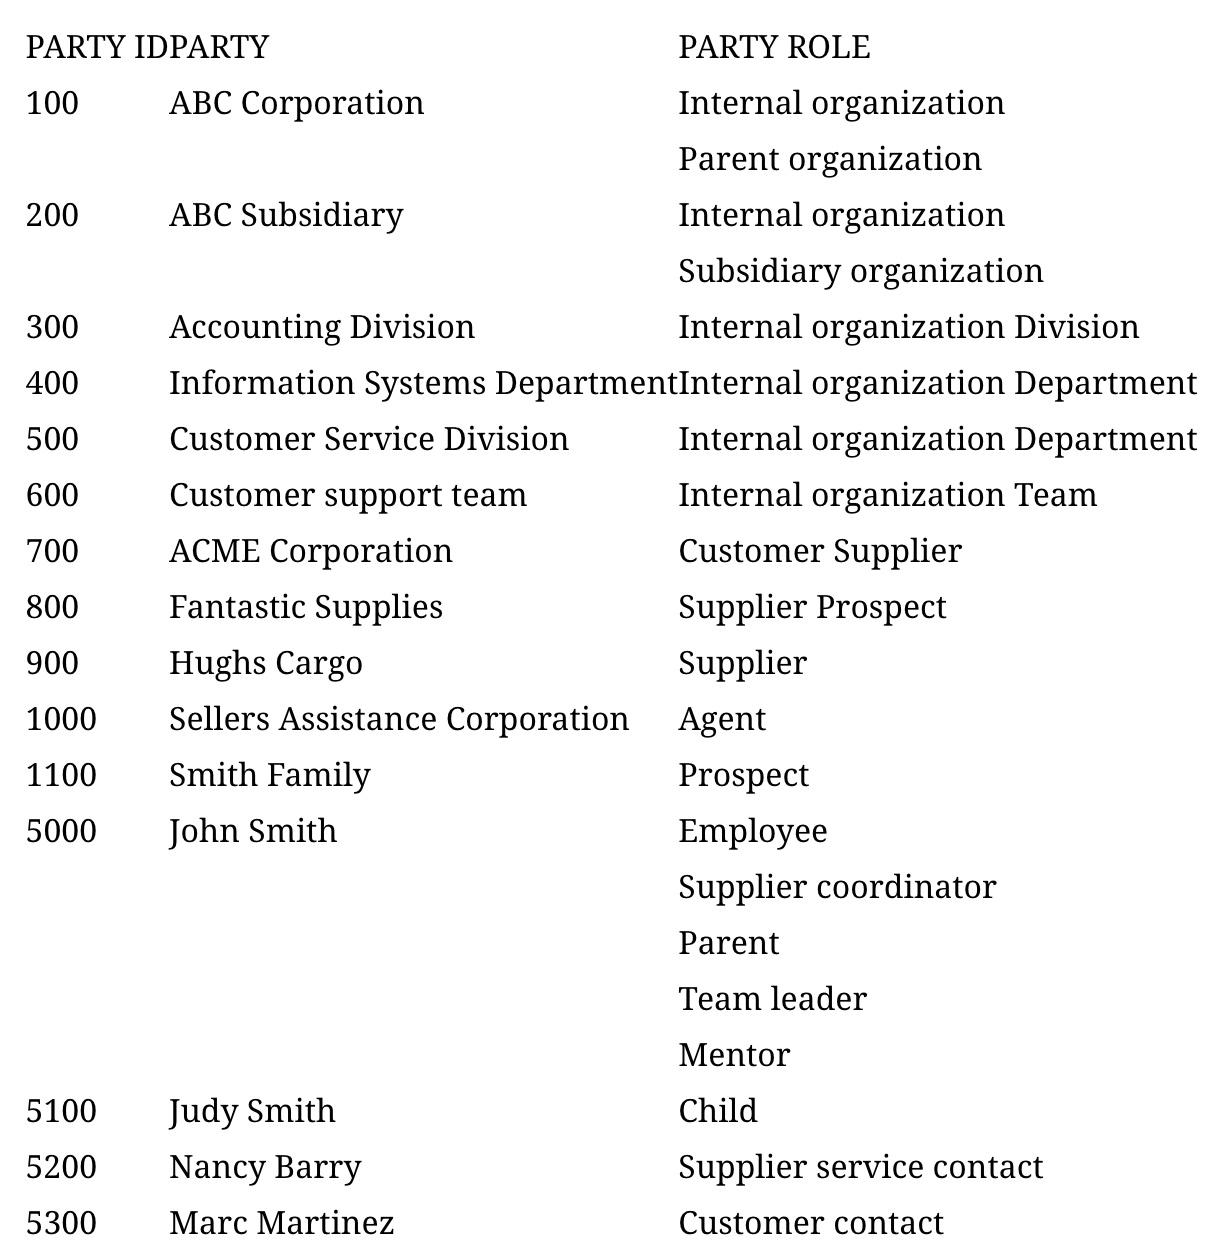 PARTY IDPARTY PARTY ROLE
100 ABC Corporation Internal organization
Parent organization
200 ABC Subsidiary Internal organization
Subsidiary organization
300 Accounting Division Internal organization Division
400 Information Systems DepartmentInternal organization Department
500 Customer Service Division Internal organization Department
600 Customer support team Internal organization Team
700 ACME Corporation Customer Supplier
800 Fantastic Supplies Supplier Prospect
900 Hughs Cargo Supplier
1000 Sellers Assistance Corporation Agent
1100 Smith Family Prospect
5000 John Smith Employee
Supplier coordinator
Parent
Team leader
Mentor
5100 Judy Smith Child
5200 Nancy Barry Supplier service contact
5300 Marc Martinez Customer contact